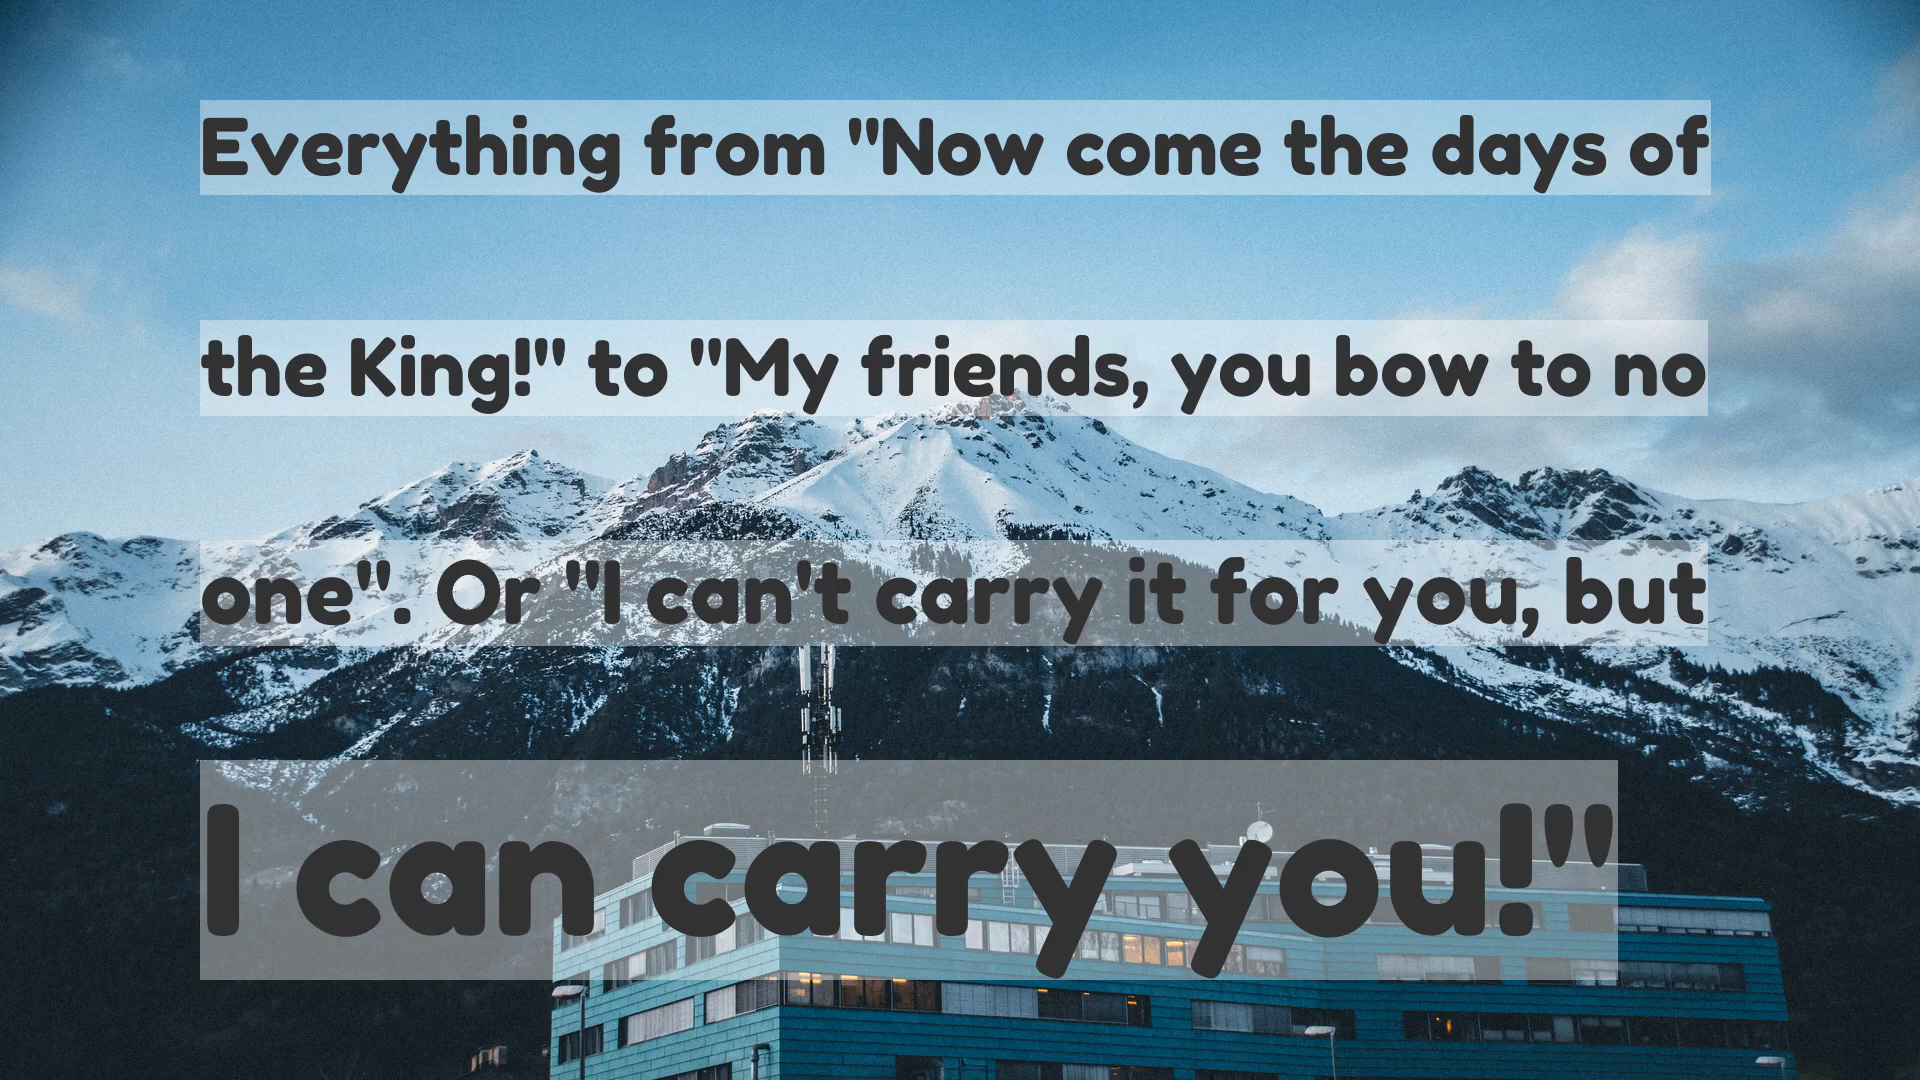 Everything from "Now come the days of
the King!" to "My friends, you bow to no
one". Or "I can't carry it for you, but
I can carry you!"